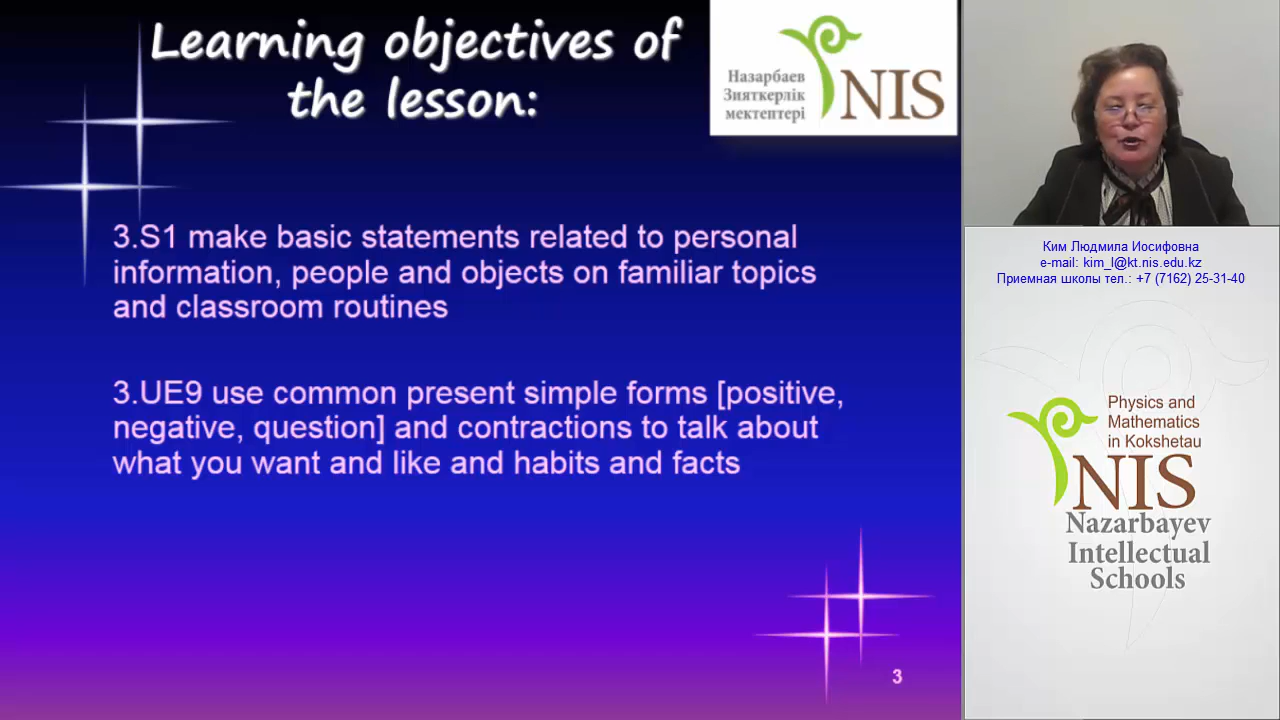 Learning objectives of
the lesson:
Назарбаев
Зияткерлік
мектептері
NIS
3.S1 make basic statements related to personal
information, people and objects on familiar topics
and classroom routines
3.UE9 use common present simple forms [positive,
negative, question] and contractions to talk about
what you want and like and habits and facts
3
Ким Людмила Иосифовна
e-mail: kim_l@kt.nis.edu.kz
Приемная школы тел.: +7 (7162) 25-31-40
Physics and
Mathematics
in Kokshetau
NIS
Nazarbayev
Intellectual
Schools